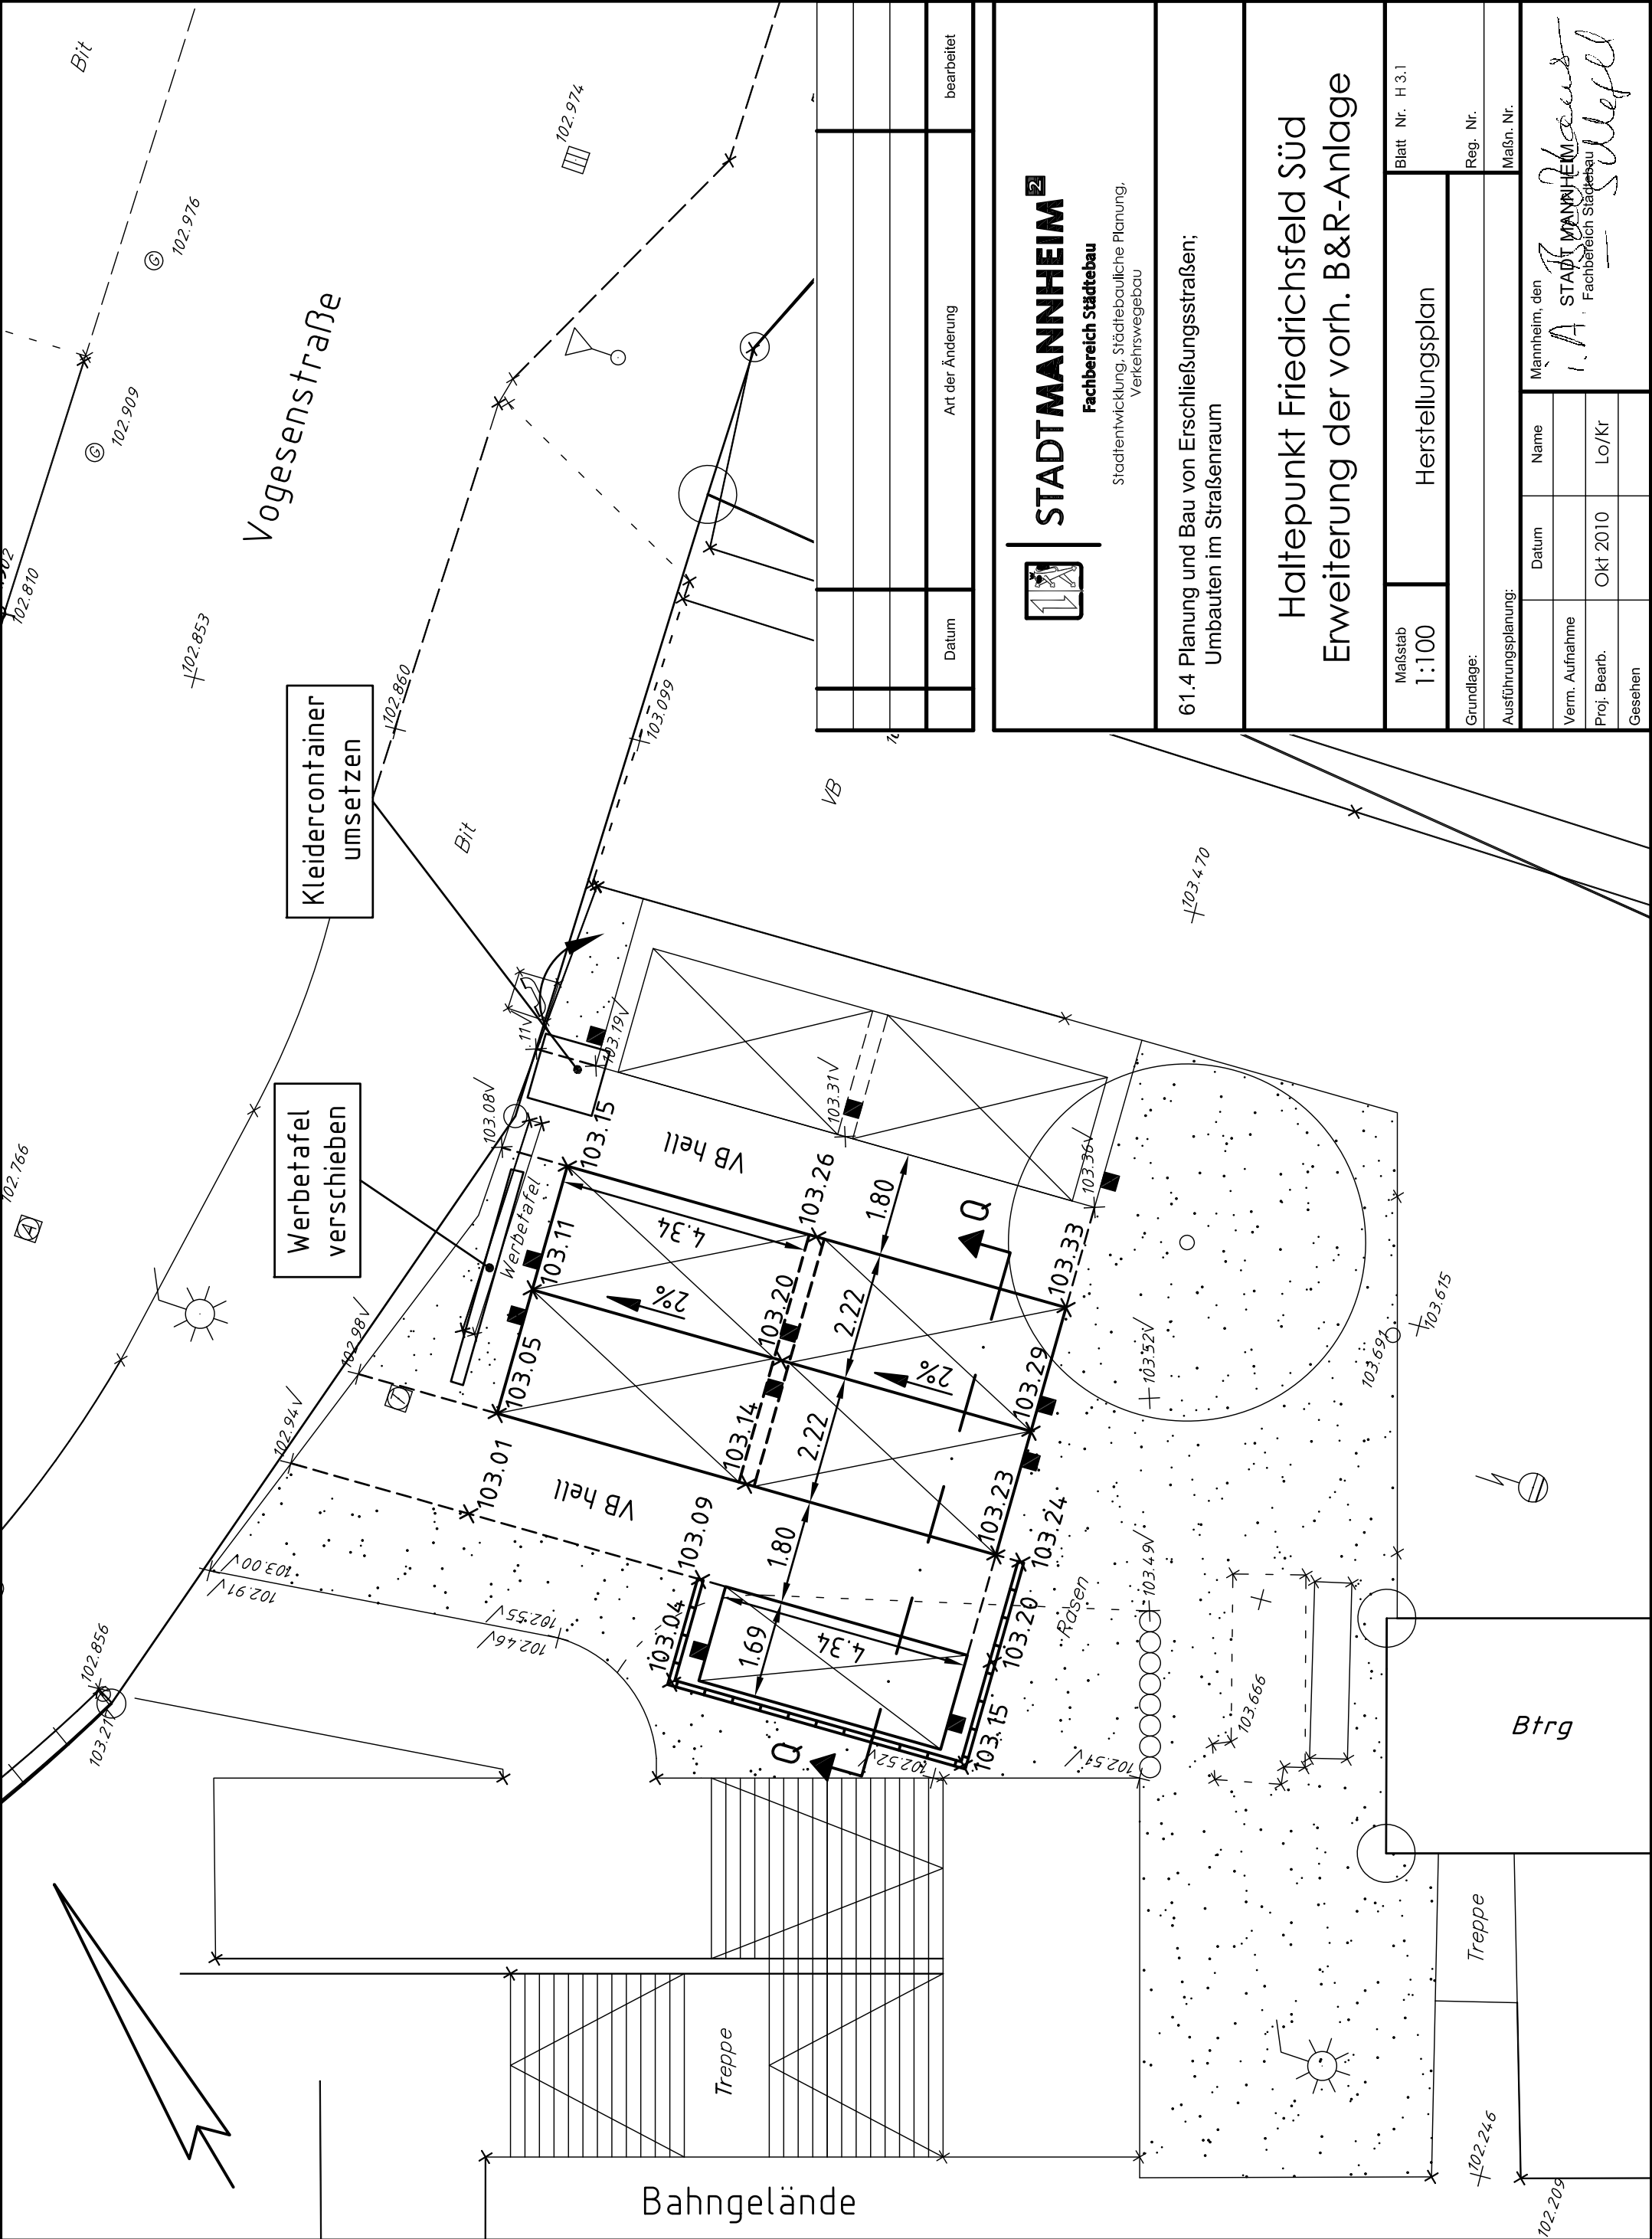 Bit
102.974
102.976
102.909
Vogesenstraße
102.810
102.853
102.860
Kleidercontainer
umsetzen
103.099
Bit
VB
103.470
Werbetafel
verschieben
102.766
A
103.08
103.19
103.31
103.36
103.15
VB hell
Werbetafel
103.11
4.34
103.26
1.80
Q
103.33
2%
103.20
2.22
103.05
103.29
2%
103.52
103.615
103.691
102.98
102.94
T
103.14
2.22
103.01
VB hell
103.23
103.09
1.80
103.24
103.49
103.00
102.91
102.55
102.46
103.04
1.69
4.34
103.20
Rasen
103.15
Q
102.52
102.51
102.856
103.217
103.666
Btrg
Treppe
Treppe
Bahngelände
102.246
102.209
Datum
Art der Änderung
bearbeitet
STADTMANNHEIM²
Fachbereich Städtebau
Stadtentwicklung, Städtebauliche Planung,
Verkehrswegebau
61.4 Planung und Bau von Erschließungsstraßen;
Umbauten im Straßenraum
Haltepunkt Friedrichsfeld Süd
Erweiterung der vorh. B&R-Anlage
Maßstab
1:100
Herstellungsplan
Blatt Nr. H 3.1
Grundlage:
Reg. Nr.
Ausführungsplanung:
Maßn. Nr.
Datum
Name
Verm. Aufnahme
Proj. Bearb.
Okt 2010
Lo/Kr
Gesehen
Mannheim, den
i. A. STADT MANNHEIM
Fachbereich Städtebau